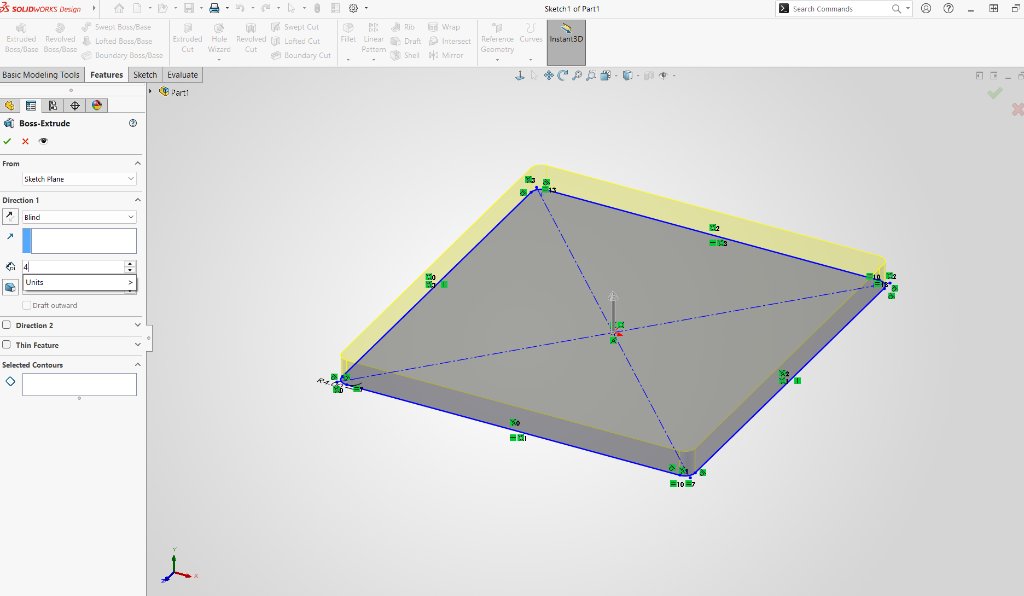 SOLIDWORKS Design
Sketch1 of Part1
Search Commands
Extruded Boss/Base
Revolved Boss/Base
Swept Boss/Base
Lofted Boss/Base
Boundary Boss/Base
Extruded Cut
Hole Wizard
Revolved Cut
Swept Cut
Lofted Cut
Boundary Cut
Fillet
Linear Pattern
Rib
Draft
Shell
Wrap
Intersect
Mirror
Reference Geometry
Curves
Instant3D
Basic Modeling Tools Features Sketch Evaluate
Part1
Boss-Extrude
From
Sketch Plane
Direction 1
Blind
4
Units >
Draft outward
Direction 2
Thin Feature
Selected Contours
Y
X
Z